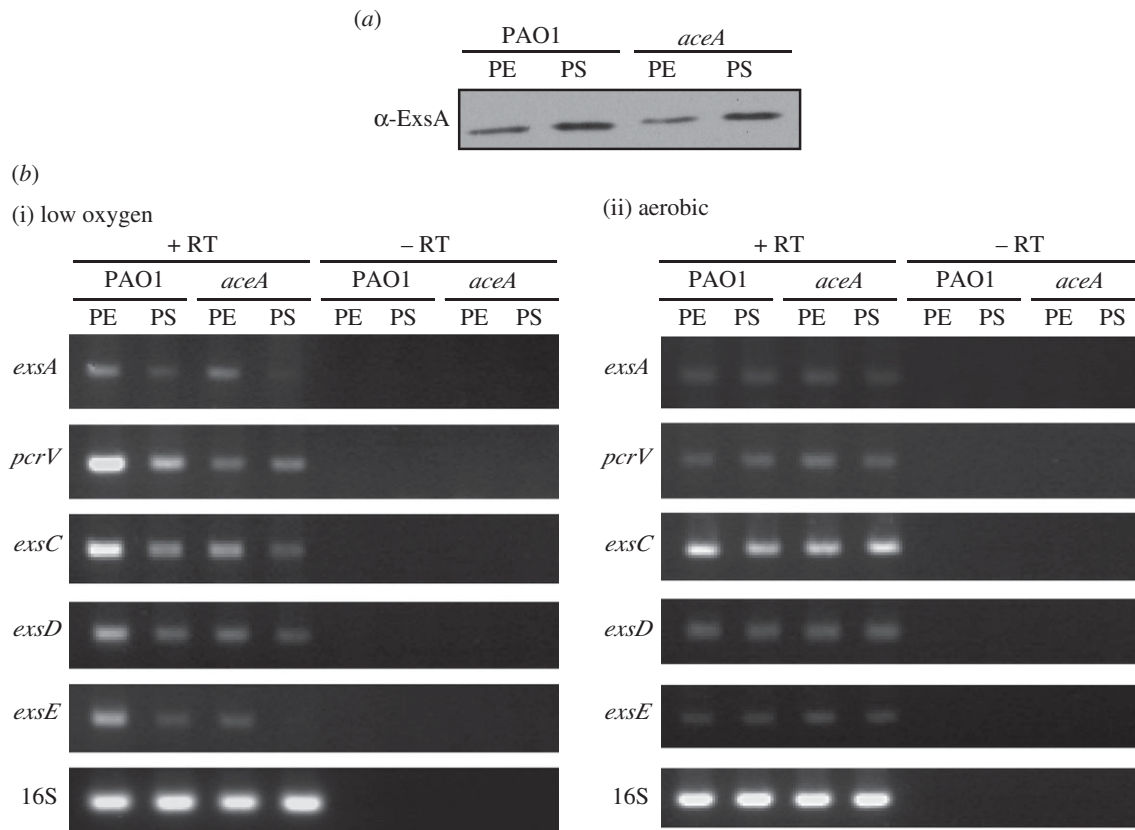 (a)
PAO1 aceA
PE PS PE PS
α-ExsA
(b)
(i) low oxygen
+ RT – RT
PAO1 aceA PAO1 aceA
PE PS PE PS PE PS PE PS
exsA
pcrV
exsC
exsD
exsE
16S
(ii) aerobic
+ RT – RT
PAO1 aceA PAO1 aceA
PE PS PE PS PE PS PE PS
exsA
pcrV
exsC
exsD
exsE
16S